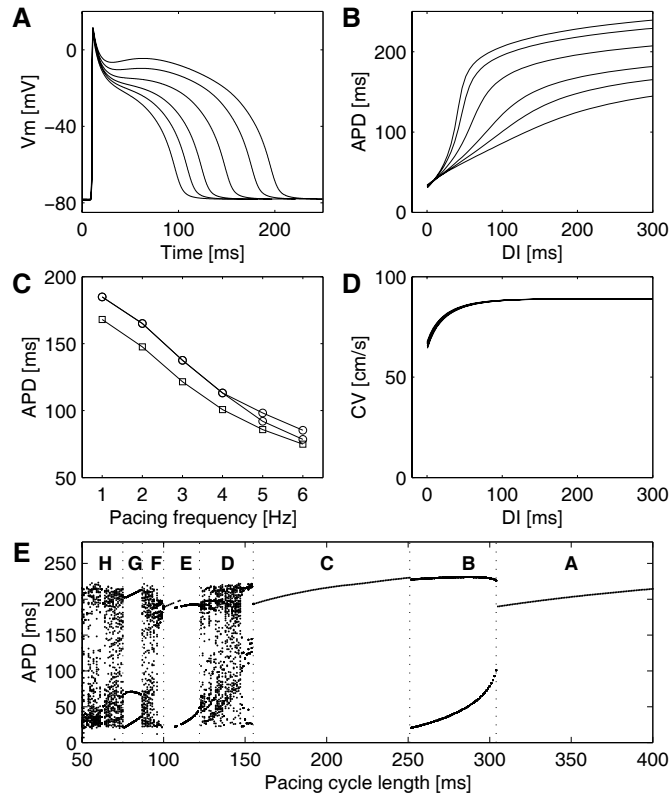 A
Vm [mV]
0
−40
−80
0
100
200
Time [ms]
B
APD [ms]
200
100
0
0
100
200
300
DI [ms]
C
APD [ms]
200
150
100
50
1
2
3
4
5
6
Pacing frequency [Hz]
D
CV [cm/s]
100
50
0
0
100
200
300
DI [ms]
E
APD [ms]
250
200
150
100
50
0
H
G
F
E
D
C
B
A
50
100
150
200
250
300
350
400
Pacing cycle length [ms]